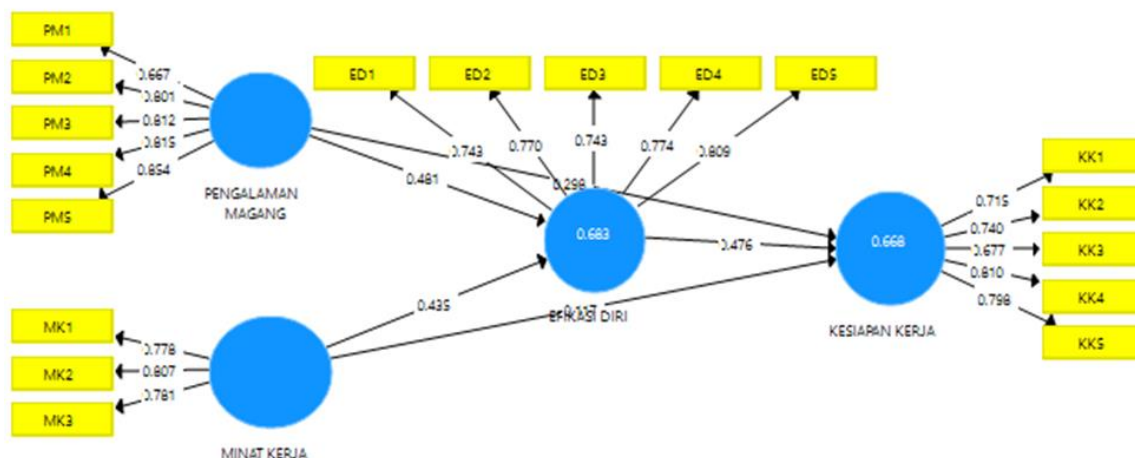 PM1
PM2
PM3
PM4
PM5
0.667
0.801
0.812
0.815
0.854
PENGALAMAN
MAGANG
ED1
ED2
ED3
ED4
ED5
0.743
0.770
0.743
0.774
0.809
0.481
0.298
0.683
EFIKASI DIRI
0.476
0.435
MK1
MK2
MK3
0.778
0.807
0.781
MINAT KERJA
0.668
KESIAPAN KERJA
0.715
0.740
0.677
0.810
0.798
KK1
KK2
KK3
KK4
KK5